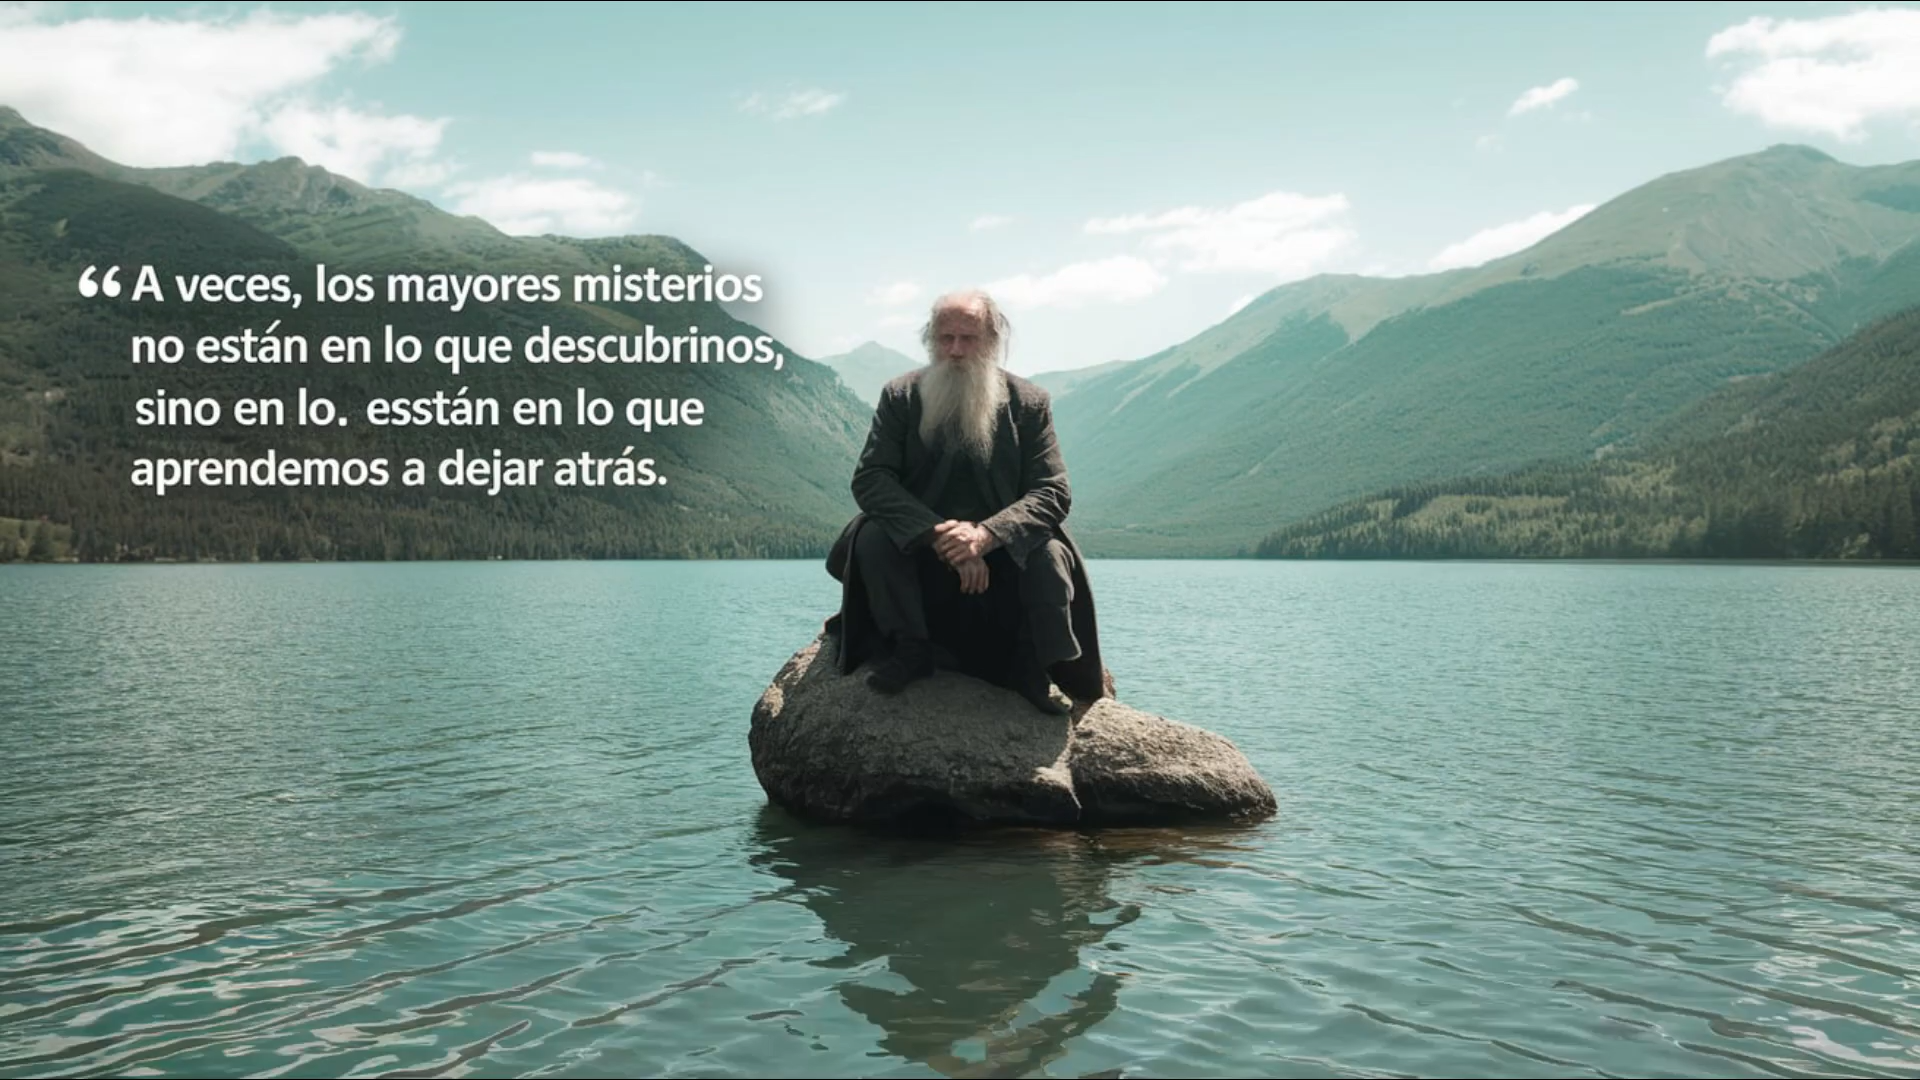 “A veces, los mayores misterios
no están en lo que descubrinos,
sino en lo. esstán en lo que
aprendemos a dejar atrás.